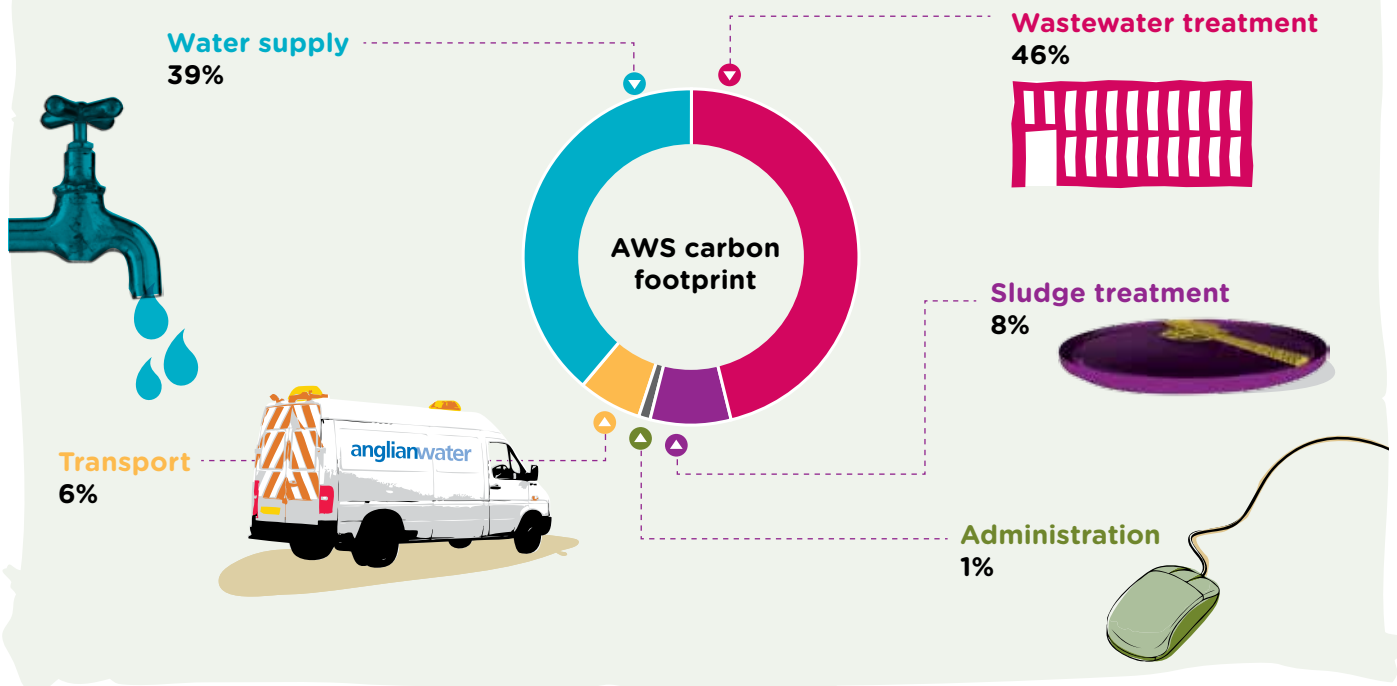 Water supply
39%
Wastewater treatment
46%
AWS carbon
footprint
Sludge treatment
8%
anglianwater
Transport
6%
Administration
1%